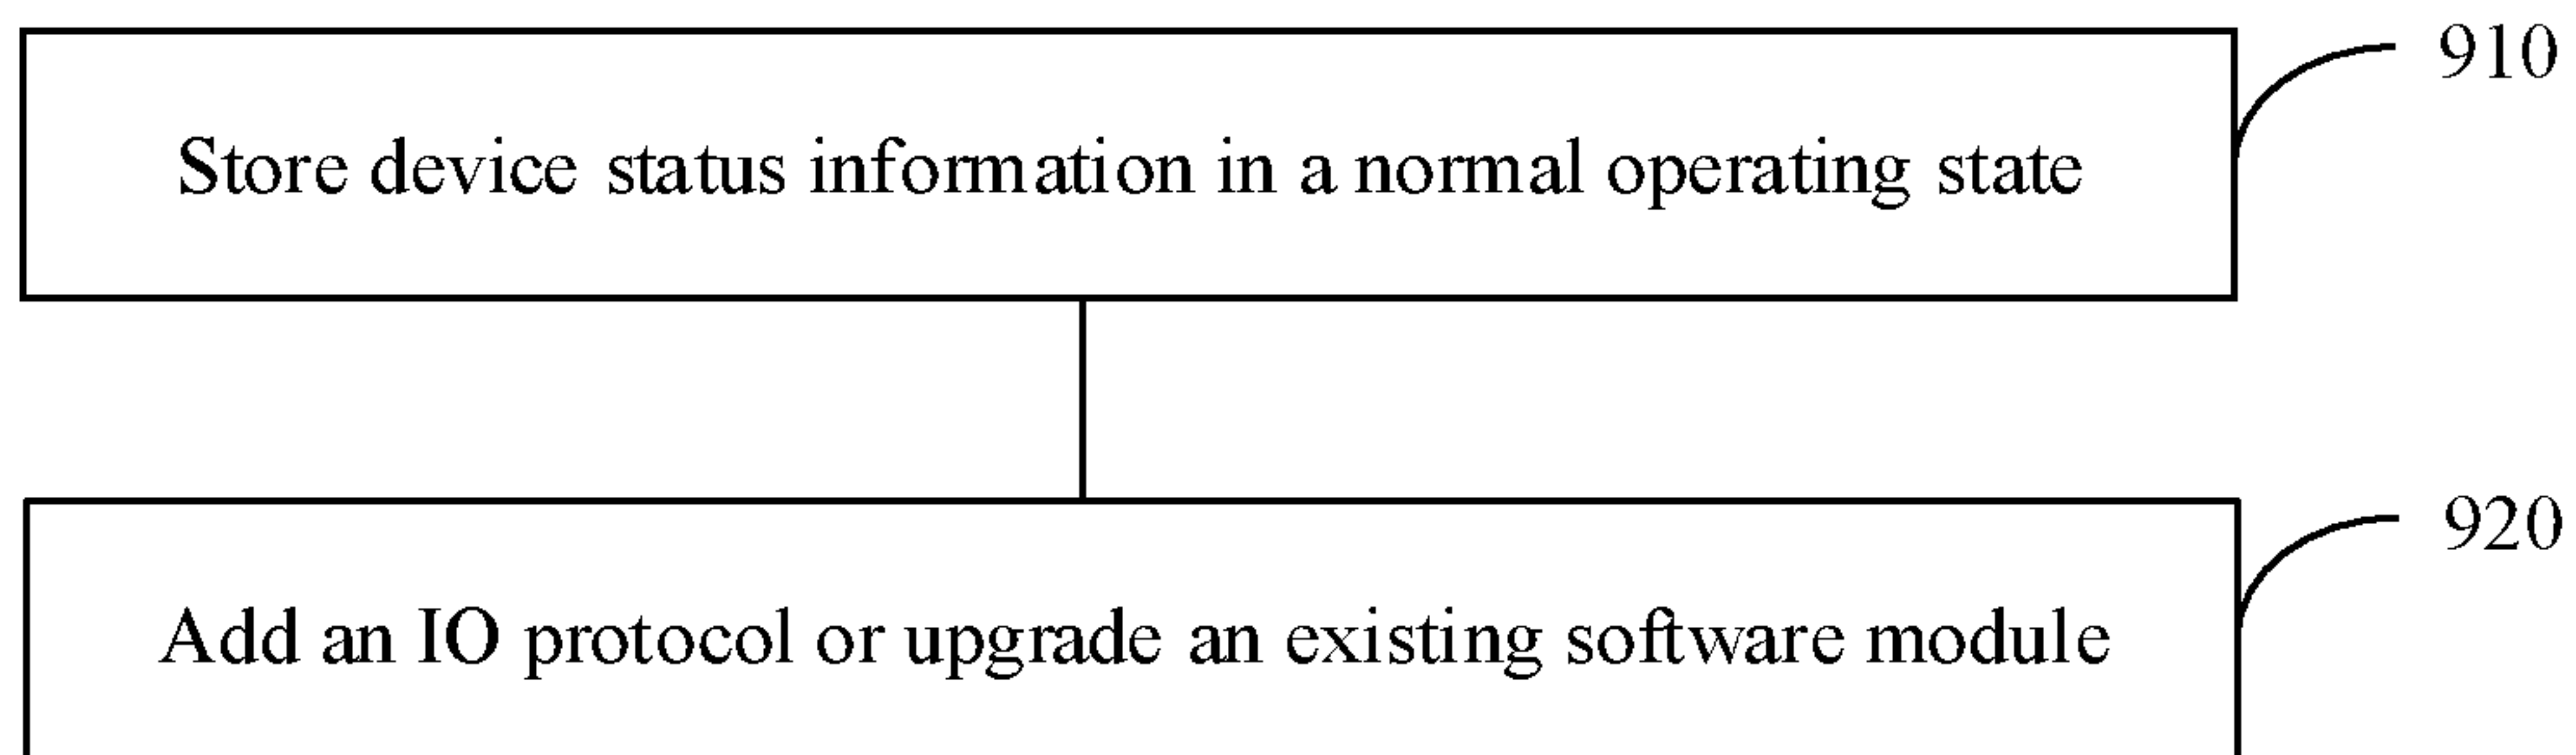 910
Store device status information in a normal operating state
920
Add an IO protocol or upgrade an existing software module